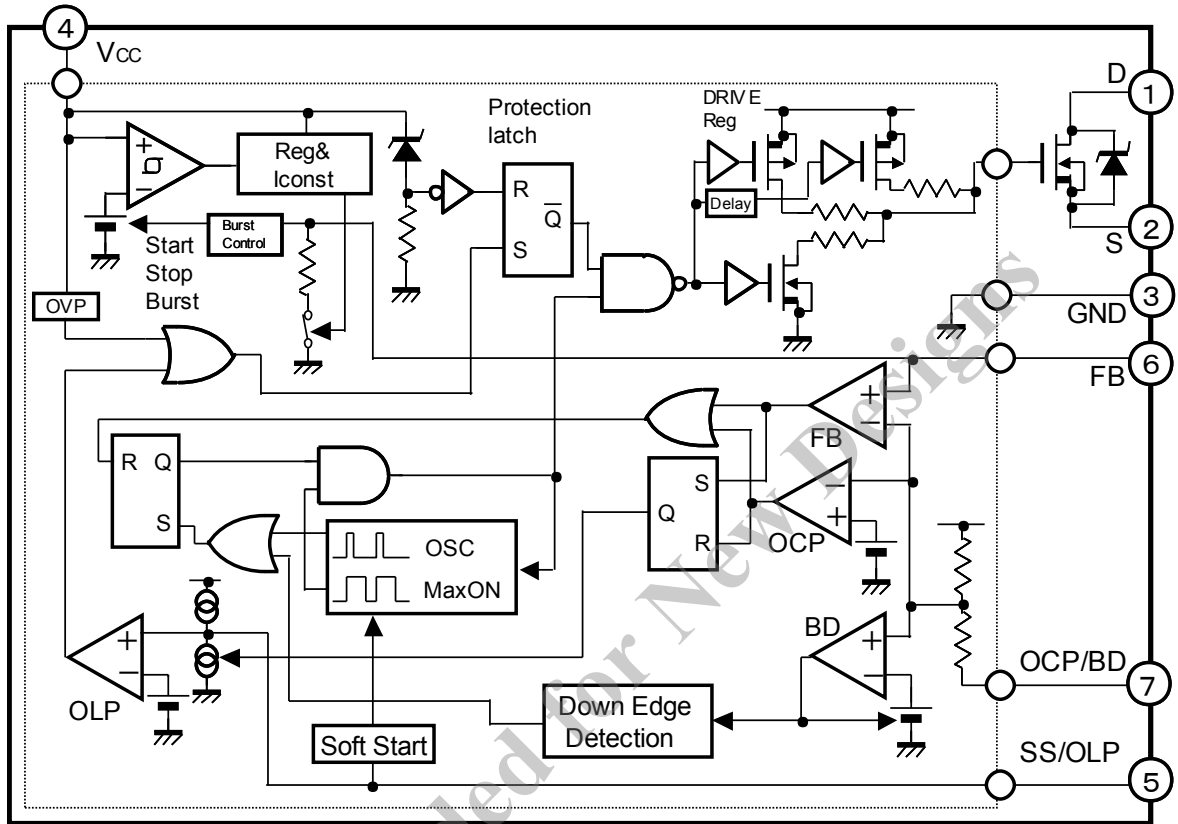 4
VCC
D
1
DRIVE
Reg
Protection
latch
Reg&
Iconst
R
Q
S
Delay
Burst
Control
Start
Stop
Burst
2
S
OVP
3
GND
6
FB
FB
R Q
S
S
Q
R
OCP
OSC
MaxON
BD
OLP
Down Edge
Detection
OCP/BD
7
Soft Start
SS/OLP
5
+
−
+
−
−
+
+
−
+
−
ded for New Designs